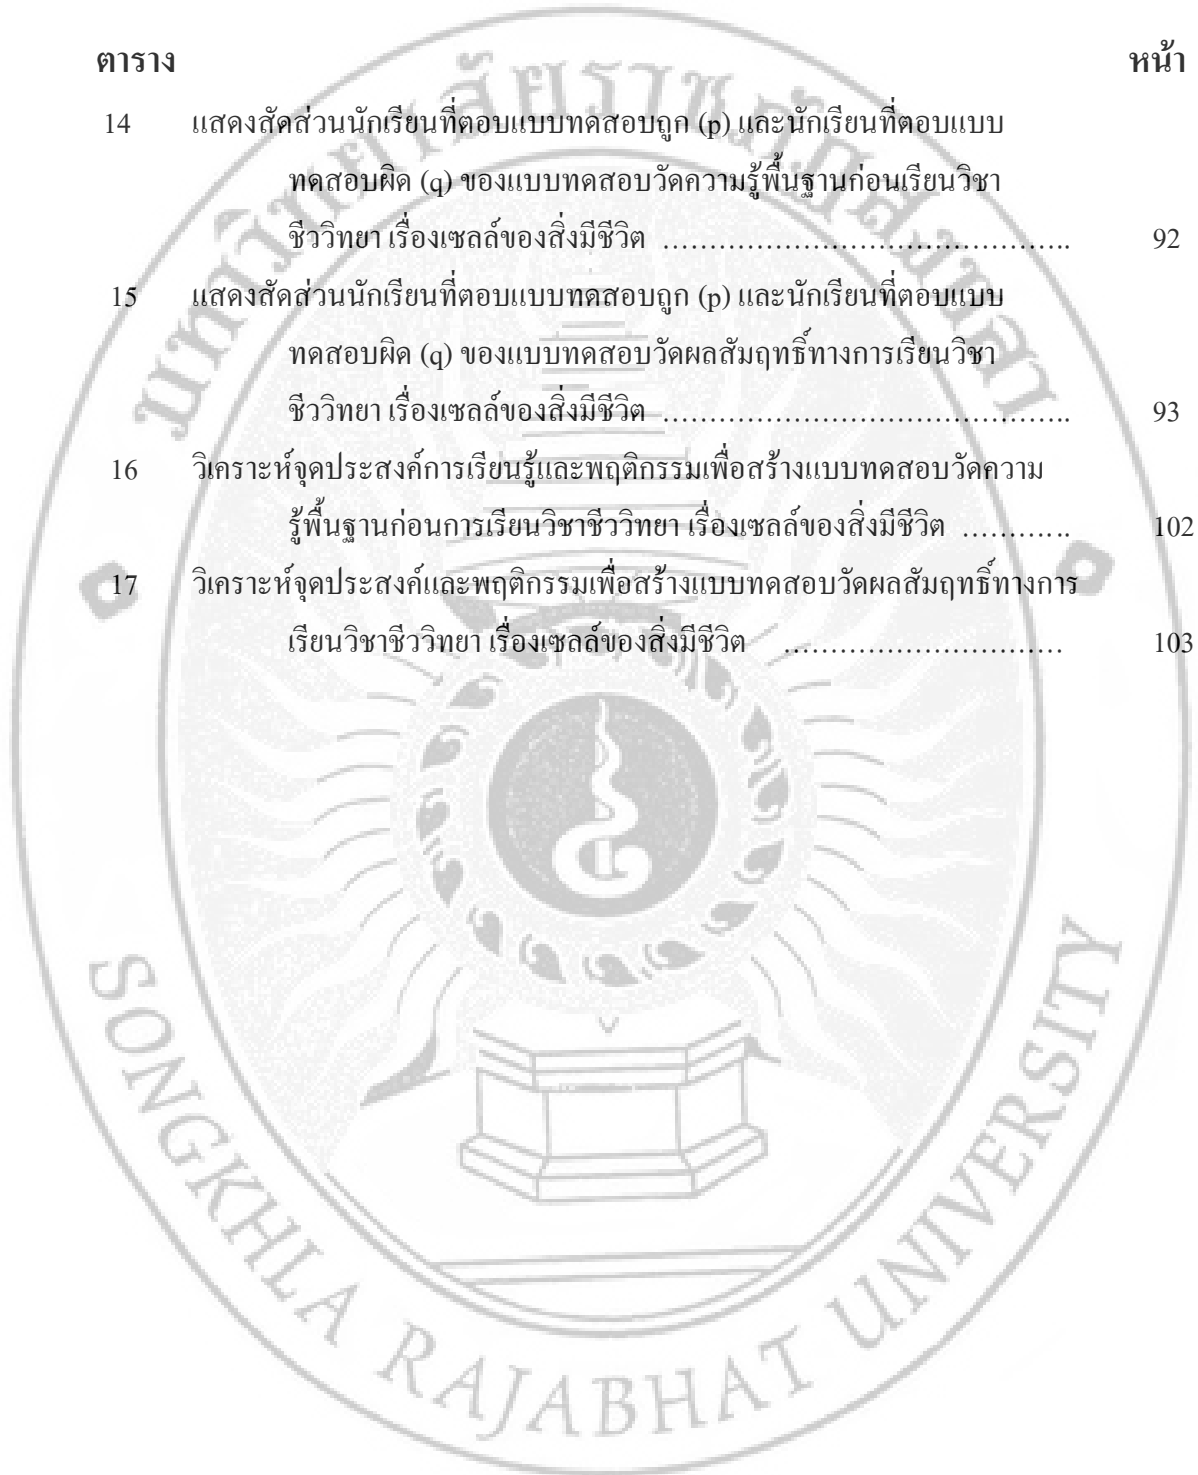 ตาราง หน้า
14 แสดงสัดส่วนนักเรียนที่ตอบแบบทดสอบถูก (p) และนักเรียนที่ตอบแบบ
ทดสอบผิด (q) ของแบบทดสอบวัดความรู้พื้นฐานก่อนเรียนวิชา
ชีววิทยา เรื่องเซลล์ของสิ่งมีชีวิต ………………………………………….. 92
15 แสดงสัดส่วนนักเรียนที่ตอบแบบทดสอบถูก (p) และนักเรียนที่ตอบแบบ
ทดสอบผิด (q) ของแบบทดสอบวัดผลสัมฤทธิ์ทางการเรียนวิชา
ชีววิทยา เรื่องเซลล์ของสิ่งมีชีวิต ………………………………………….. 93
16 วิเคราะห์จุดประสงค์การเรียนรู้และพฤติกรรมเพื่อสร้างแบบทดสอบวัดความ
รู้พื้นฐานก่อนการเรียนวิชาชีววิทยา เรื่องเซลล์ของสิ่งมีชีวิต ………… 102
17 วิเคราะห์จุดประสงค์และพฤติกรรมเพื่อสร้างแบบทดสอบวัดผลสัมฤทธิ์ทางการ
เรียนวิชาชีววิทยา เรื่องเซลล์ของสิ่งมีชีวิต ………………………… 103
มหาวิทยาลัยราชภัฏสงขลา
SONGKHLA RAJABHAT UNIVERSITY